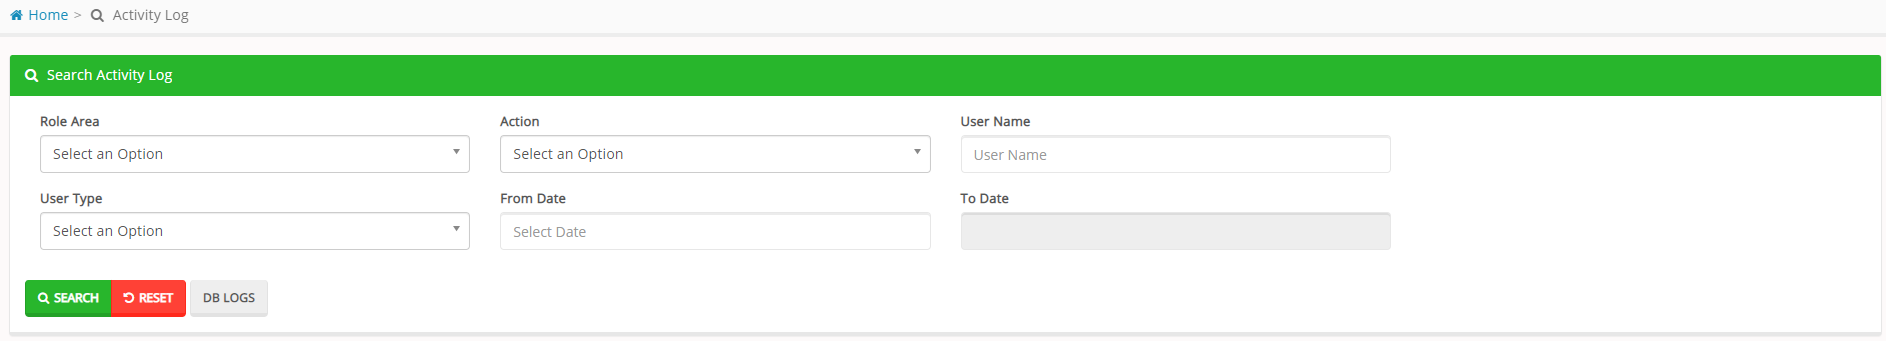 Home > Activity Log
Search Activity Log
Role Area Action User Name
Select an Option Select an Option User Name
User Type From Date To Date
Select an Option Select Date
SEARCH RESET DB LOGS